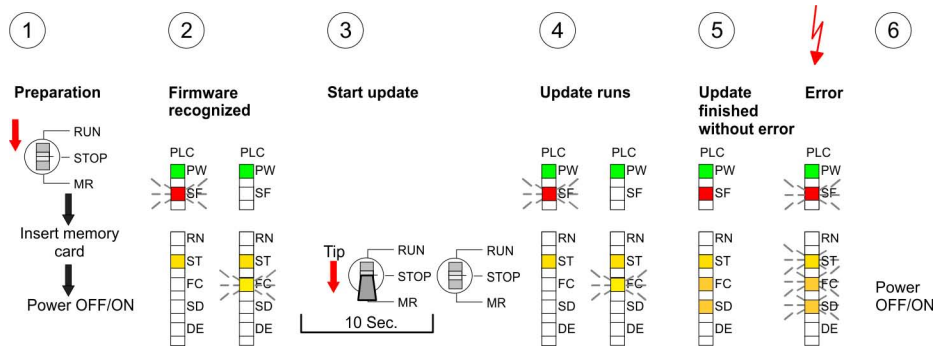 1
2
3
4
5
6
Preparation
Firmware
recognized
Start update
Update runs
Update
finished
without error
Error
RUN
STOP
MR
Insert memory
card
Power OFF/ON
PLC
PW
SF
RN
ST
FC
SD
DE
PLC
PW
SF
RN
ST
FC
SD
DE
Tip
RUN
STOP
MR
RUN
STOP
MR
10 Sec.
PLC
PW
SF
RN
ST
FC
SD
DE
PLC
PW
SF
RN
ST
FC
SD
DE
PLC
PW
SF
RN
ST
FC
SD
DE
PLC
PW
SF
RN
ST
FC
SD
DE
Power
OFF/ON